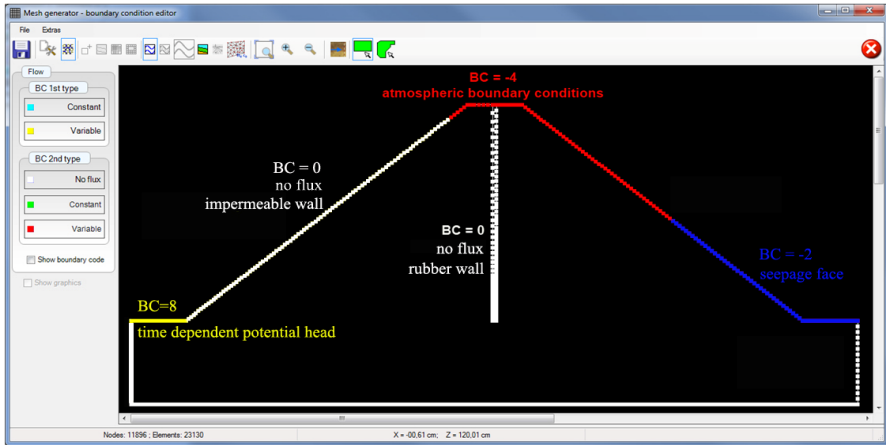 Mesh generator - boundary condition editor
File Extras
Flow
BC 1st type
Constant
Variable
BC 2nd type
No flux
Constant
Variable
Show boundary code
Show graphics
BC = -4
atmospheric boundary conditions
BC = 0
no flux
impermeable wall
BC = 0
no flux
rubber wall
BC = -2
seepage face
BC=8
time dependent potential head
Nodes: 11896 ; Elements: 23130
X = -00,61 cm; Z = 120,01 cm